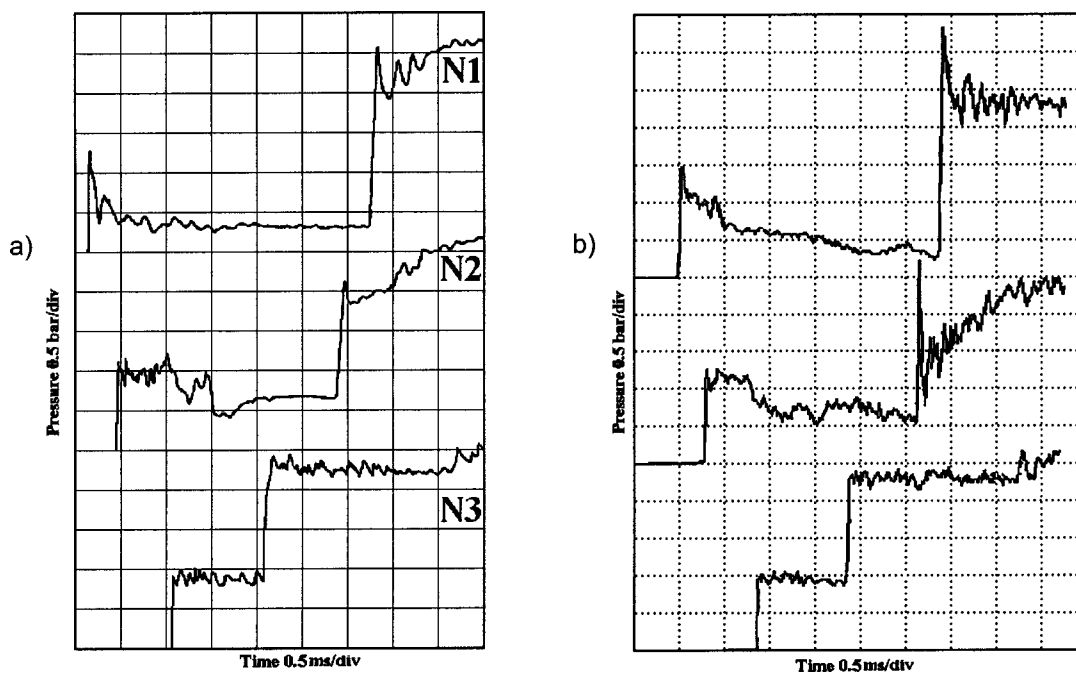 a)
Pressure 0.5 bar/div
N1
N2
N3
Time 0.5ms/div
b)
Pressure 0.5 bar/div
Time 0.5ms/div